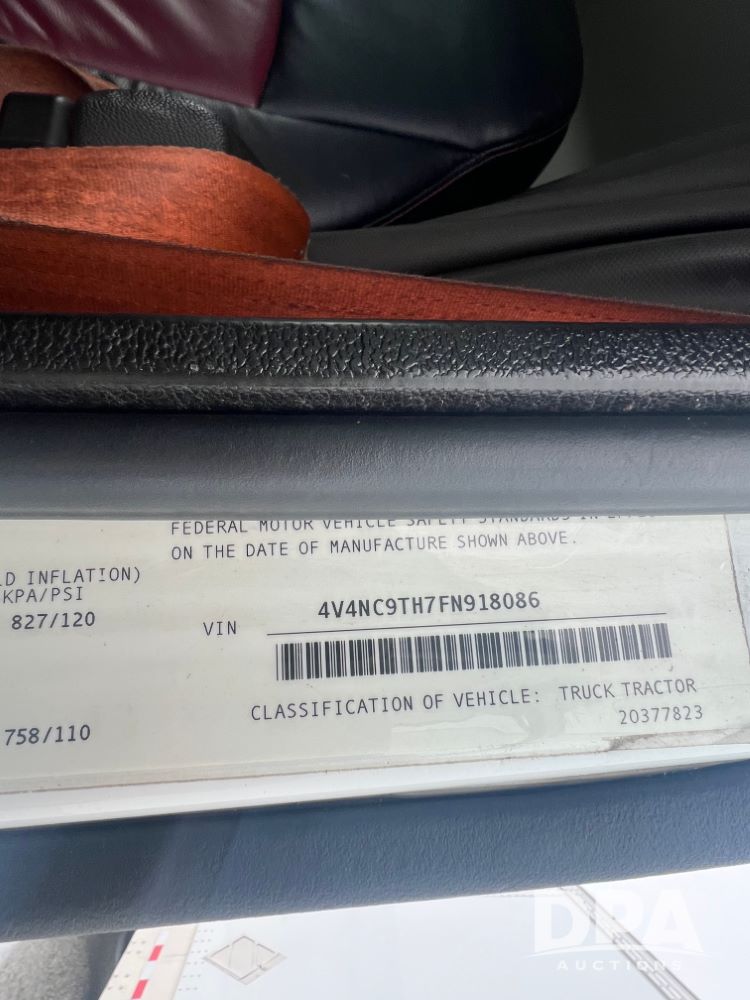 FEDERAL MOTOR VEHICLE SAFETY STANDARDS IN
ON THE DATE OF MANUFACTURE SHOWN ABOVE.
LD INFLATION)
KPA/PSI
827/120
VIN 4V4NC9TH7FN918086
CLASSIFICATION OF VEHICLE: TRUCK TRACTOR
758/110
20377823
DPA
AUCTIONS